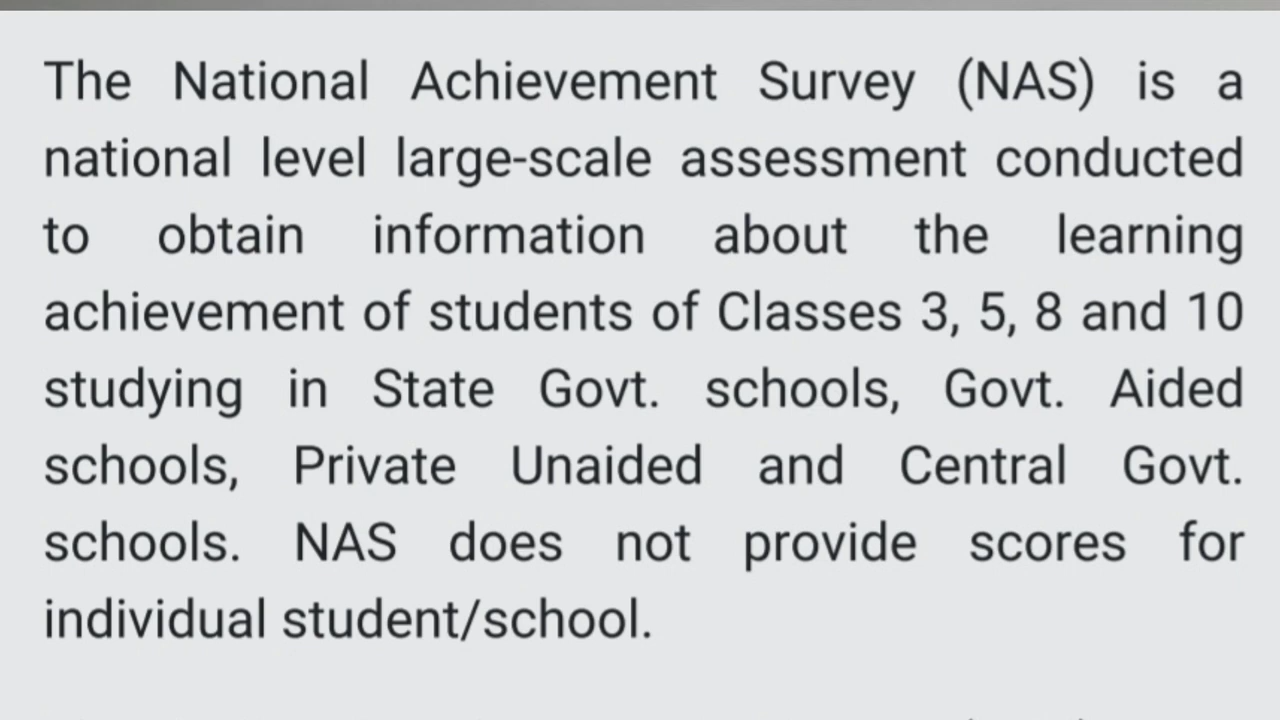 The National Achievement Survey (NAS) is a
national level large-scale assessment conducted
to obtain information about the learning
achievement of students of Classes 3, 5, 8 and 10
studying in State Govt. schools, Govt. Aided
schools, Private Unaided and Central Govt.
schools. NAS does not provide scores for
individual student/school.